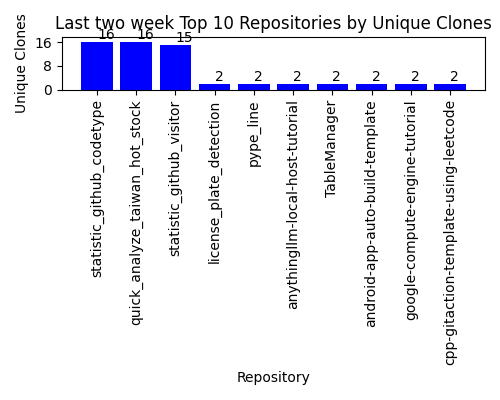 Last two week Top 10 Repositories by Unique Clones
Unique Clones
16
8
0
16
16
15
2
2
2
2
2
2
2
statistic_github_codetype
quick_analyze_taiwan_hot_stock
statistic_github_visitor
license_plate_detection
pype_line
anythingllm-local-host-tutorial
TableManager
android-app-auto-build-template
google-compute-engine-tutorial
cpp-gitaction-template-using-leetcode
Repository